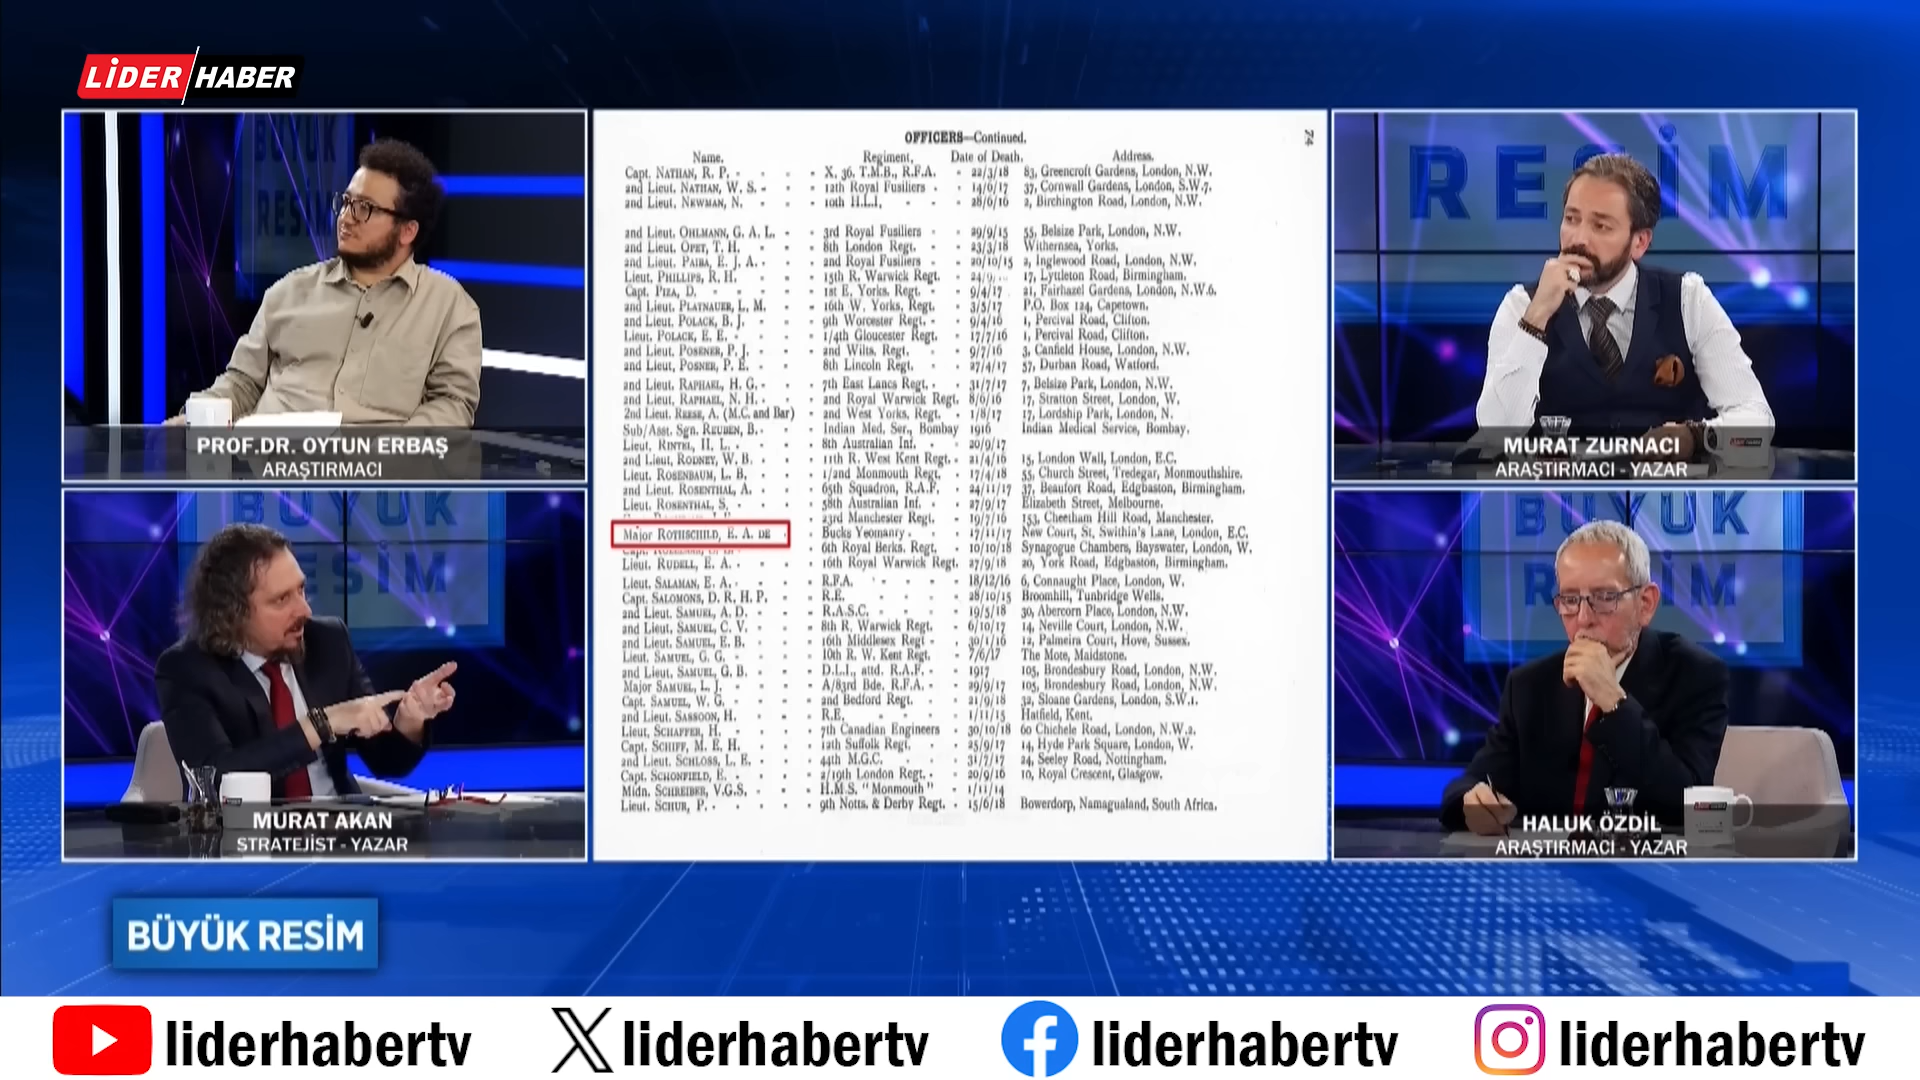 LİDER HABER
BÜYÜK
RESİM
PROF.DR. OYTUN ERBAŞ
ARAŞTIRMACI
OFFICERS—Continued.
74
Name. Regiment. Date of Death. Address.
Capt. NATHAN, R. P. - X, 36, T.M.B., R.F.A. - 22/3/18 83, Greencroft Gardens, London, N.W.
2nd Lieut. NATHAN, W. S. - 12th Royal Fusiliers - 14/6/17 37, Cornwall Gardens, London, S.W.7.
2nd Lieut. NEWMAN, N. - 10th H.L.I. - 28/6/16 2, Birchington Road, London, N.W.
2nd Lieut. OHLMANN, G. A. L. - 3rd Royal Fusiliers - 29/9/15 55, Belsize Park, London, N.W.
2nd Lieut. OPET, T. H. - 8th London Regt. - 23/3/18 Withernsea, Yorks.
2nd Lieut. PAIBA, E. J. A. - 2nd Royal Fusiliers - 20/10/15 2, Inglewood Road, London, N.W.
Lieut. PHILLIPS, R. H. - 15th R. Warwick Regt. - 24/9/ 17, Lyttleton Road, Birmingham.
Capt. PIZA, D. - 1st E. Yorks. Regt. - 9/4/17 21, Fairhazel Gardens, London, N.W.6.
2nd Lieut. PLATNAUER, L. M. - 16th W. Yorks. Regt. - 3/5/17 P.O. Box 124, Capetown.
2nd Lieut. POLACK, B. J. - 9th Worcester Regt. - 9/4/16 1, Percival Road, Clifton.
Lieut. POLACK, E. E. - 1/4th Gloucester Regt. - 17/7/16 1, Percival Road, Clifton.
2nd Lieut. POSENER, P. J. - 2nd Wilts. Regt. - 9/7/16 3, Canfield House, London, N.W.
2nd Lieut. POSNER, P. E. - 8th Lincoln Regt. - 27/4/17 57, Durban Road, Watford.
2nd Lieut. RAPHAEL, H. G. - 7th East Lancs Regt. - 31/7/17 7, Belsize Park, London, N.W.
2nd Lieut. RAPHAEL, N. H. - 2nd Royal Warwick Regt. 8/6/16 17, Stratton Street, London, W.
2nd Lieut. REESE, A. (M.C. and Bar) - 2nd West Yorks. Regt. - 1/8/17 17, Lordship Park, London, N.
Sub/Asst. Sgn. REUBEN, B. - Indian Med. Ser., Bombay 1916 Indian Medical Service, Bombay.
Lieut. RINTEL, H. L. - 8th Australian Inf. - 20/9/17
2nd Lieut. RODNEY, W. B. - 11th R. West Kent Regt. - 21/4/16 15, London Wall, London, E.C.
Lieut. ROSENBAUM, L. B. - 1/2nd Monmouth Regt. 17/4/18 55, Church Street, Tredegar, Monmouthshire.
2nd Lieut. ROSENTHAL, A. - 65th Squadron, R.A.F. - 24/11/17 37, Beaufort Road, Edgbaston, Birmingham.
Lieut. ROSENTHAL, S. - 58th Australian Inf. - 27/9/17 Elizabeth Street, Melbourne.
23rd Manchester Regt. - 19/7/16 153, Cheetham Hill Road, Manchester.
Major ROTHSCHILD, E. A. DE - Bucks Yeomanry - 17/11/17 New Court, St. Swithin's Lane, London, E.C.
Capt. 6th Royal Berks. Regt. - 10/10/18 Synagogue Chambers, Bayswater, London, W.
Lieut. RUDELL, E. A. - 16th Royal Warwick Regt. 27/9/18 20, York Road, Edgbaston, Birmingham.
Lieut. SALAMAN, E. A. - R.F.A. - 18/12/16 6, Connaught Place, London, W.
Capt. SALOMONS, D. R. H. P. - R.E. - 28/10/15 Broomhill, Tunbridge Wells.
2nd Lieut. SAMUEL, A. D. - R.A.S.C. - 19/5/18 30, Abercorn Place, London, N.W.
2nd Lieut. SAMUEL, C. V. - 8th R. Warwick Regt. - 6/10/17 14, Neville Court, London, N.W.
2nd Lieut. SAMUEL, E. B. - 16th Middlesex Regt - 30/1/16 12, Palmeira Court, Hove, Sussex.
Lieut. SAMUEL, G. G. - 10th R. W. Kent Regt. - 7/6/17 The Mote, Maidstone.
2nd Lieut. SAMUEL, G. B. - D.L.I., attd. R.A.F. - 1917 105, Brondesbury Road, London, N.W.
Major SAMUEL, L. J. - A/83rd Bde. R.F.A. - 29/9/17 105, Brondesbury Road, London, N.W.
Capt. SAMUEL, W. G. - 2nd Bedford Regt. - 21/9/18 32, Sloane Gardens, London, S.W.1.
2nd Lieut. SASSOON, H. - R.E. - 1/11/15 Hatfield, Kent.
Lieut. SCHAFFER, H. - 7th Canadian Engineers - 30/10/18 60 Chichele Road, London, N.W.2.
Capt. SCHIFF, M. E. H. - 12th Suffolk Regt. - 25/9/17 14, Hyde Park Square, London, W.
2nd Lieut. SCHLOSS, L. E. - 44th M.G.C. - 31/7/17 24, Seeley Road, Nottingham.
Capt. SCHONFIELD, E. - 2/19th London Regt. - 20/9/16 10, Royal Crescent, Glasgow.
Midn. SCHREIBER, V.G.S. - H.M.S. "Monmouth" - 1/11/14
Lieut. SCHUR, P. - 9th Notts. & Derby Regt. - 15/6/18 Bowerdorp, Namaqualand, South Africa.
RESİM
MURAT ZURNACI
ARAŞTIRMACI - YAZAR
BÜYÜK
RESİM
MURAT AKAN
STRATEJİST - YAZAR
BÜYÜK
RESİM
HALUK ÖZDİL
ARAŞTIRMACI - YAZAR
BÜYÜK RESİM
liderhabertv liderhabertv liderhabertv liderhabertv